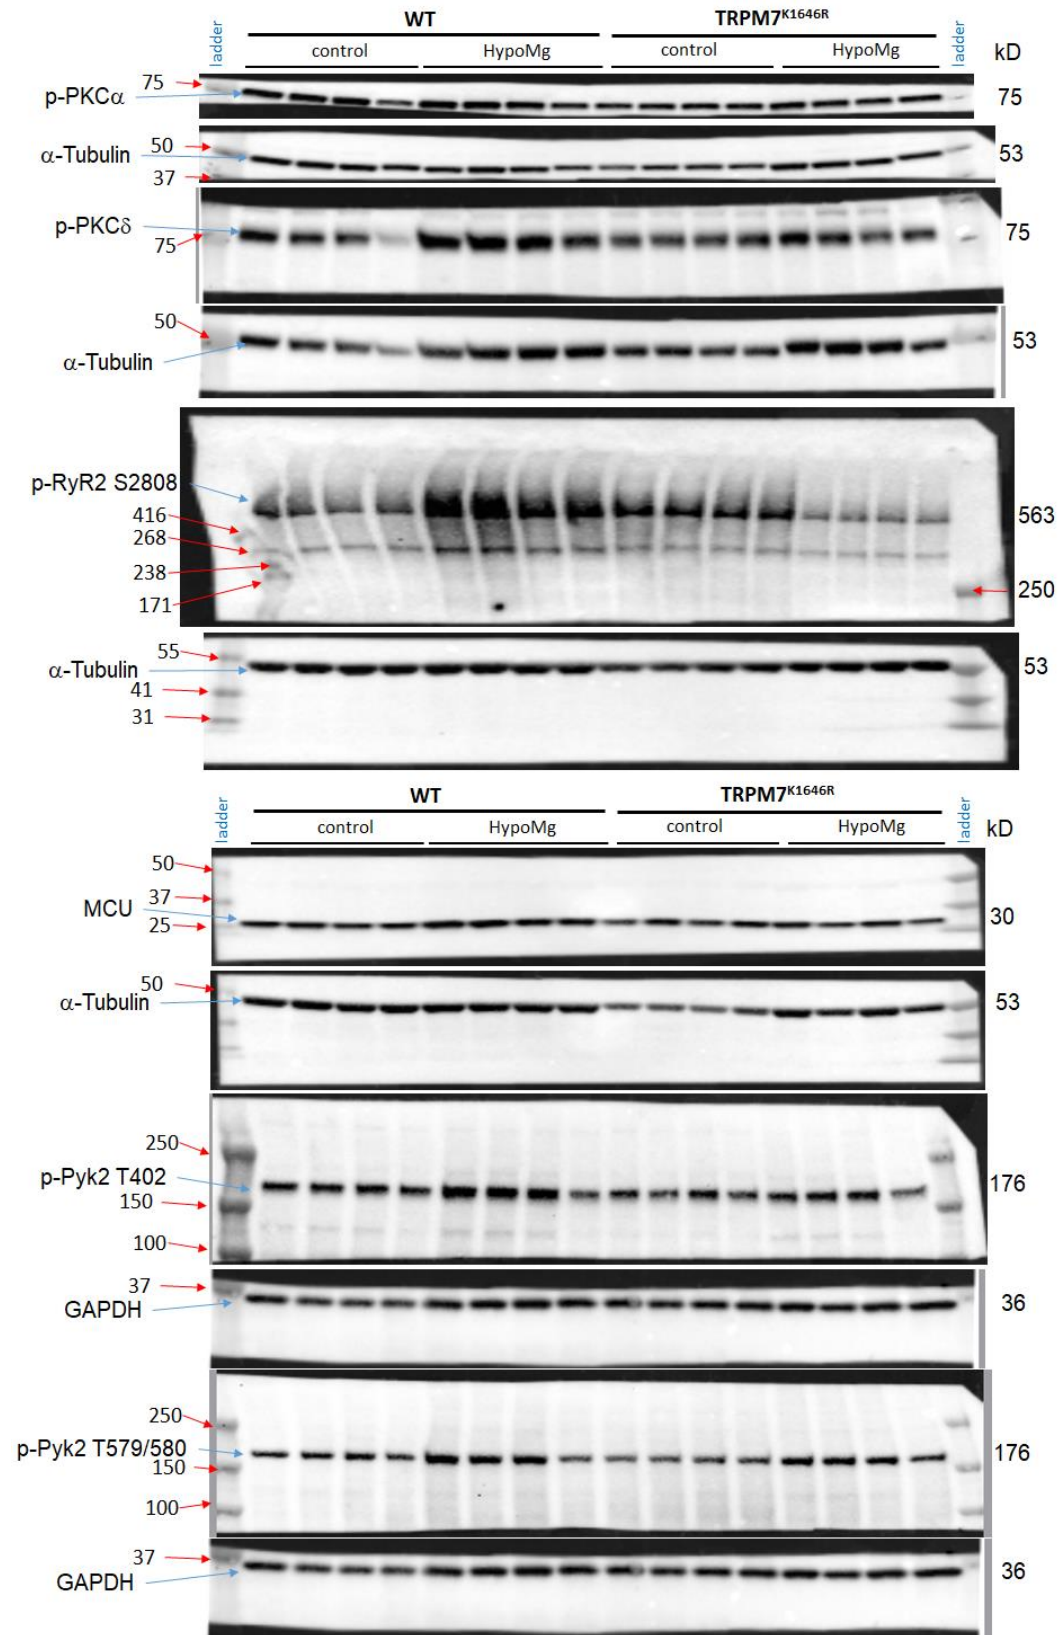 WT TRPM7K1646R
ladder control HypoMg control HypoMg ladder kD
75
p-PKCα 75
50
α-Tubulin 53
37
p-PKCδ 75
75
50
α-Tubulin 53
p-RyR2 S2808
416 563
268
238
171 250
55
α-Tubulin 53
41
31
WT TRPM7K1646R
ladder control HypoMg control HypoMg ladder kD
50
37
MCU 30
25
50
α-Tubulin 53
250
p-Pyk2 T402 176
150
100
37
GAPDH 36
250
p-Pyk2 T579/580 176
150
100
37
GAPDH 36